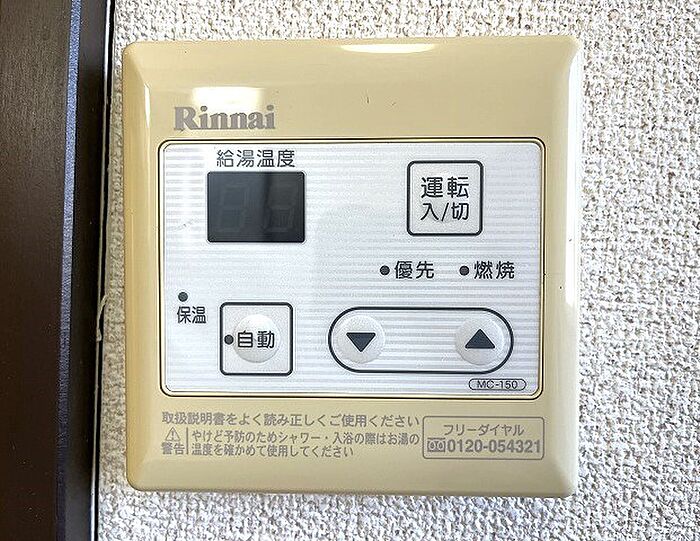 Rinnai
給湯温度
運転
入/切
優先
燃焼
保温
自動
▼
▲
MC-150
取扱説明書をよく読み正しくご使用ください
警告
やけど予防のためシャワー・入浴の際はお湯の
温度を確かめて使用してください
フリーダイヤル
0120-054321